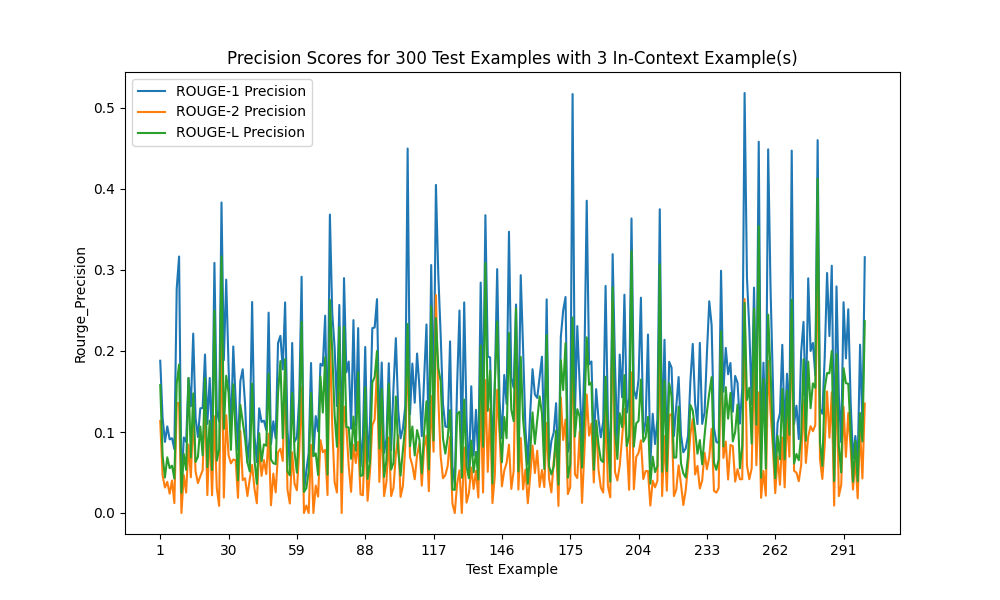 Precision Scores for 300 Test Examples with 3 In-Context Example(s)
ROUGE-1 Precision
ROUGE-2 Precision
ROUGE-L Precision
Rourge_Precision
0.5
0.4
0.3
0.2
0.1
0.0
1 30 59 88 117 146 175 204 233 262 291
Test Example